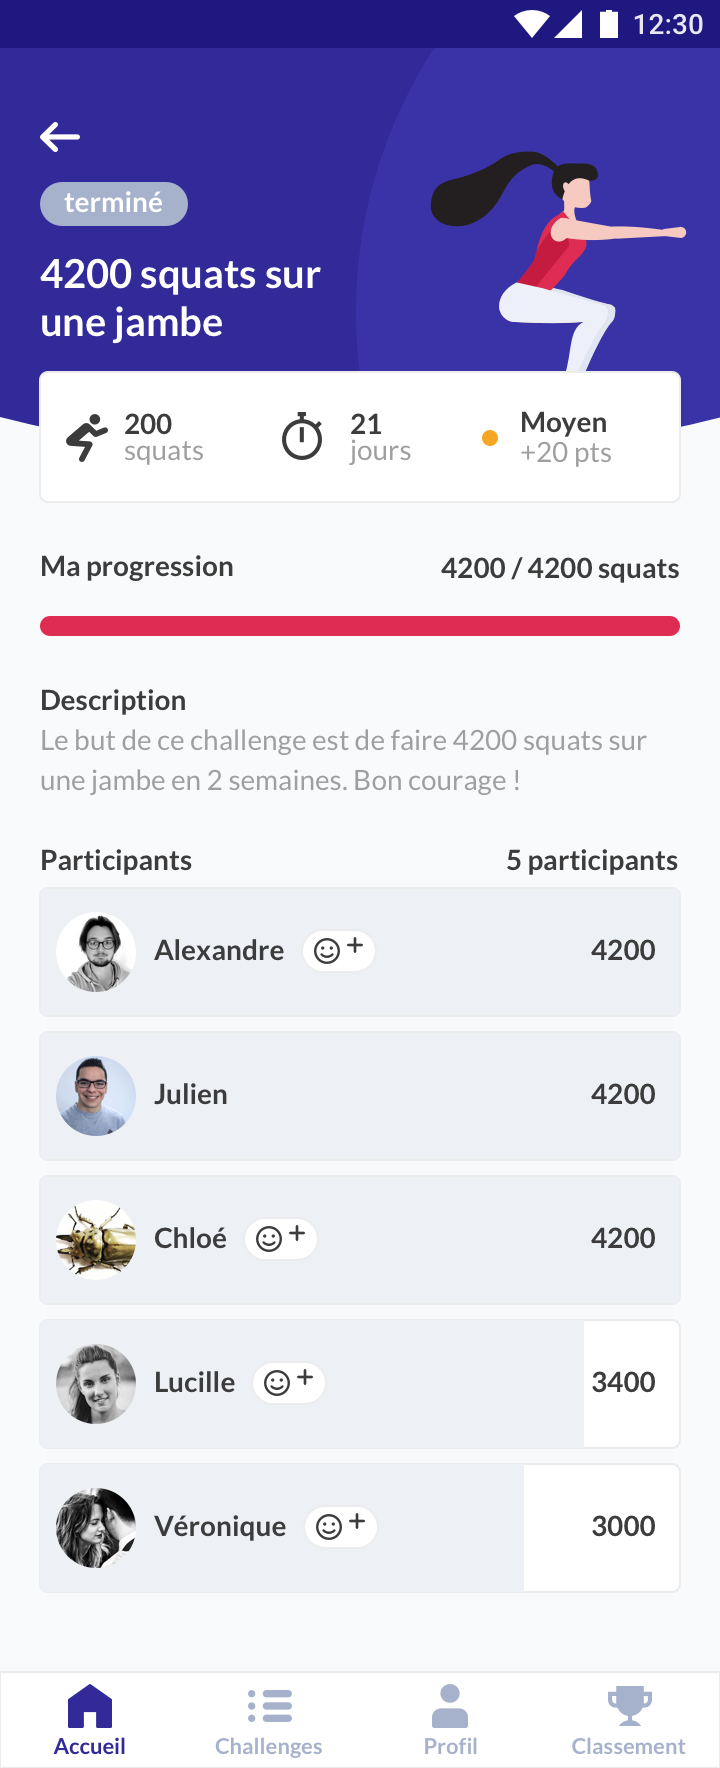 12:30
terminé
4200 squats sur
une jambe
200
squats
21
jours
Moyen
+20 pts
Ma progression
4200 / 4200 squats
Description
Le but de ce challenge est de faire 4200 squats sur
une jambe en 2 semaines. Bon courage !
Participants
5 participants
Alexandre
4200
Julien
4200
Chloé
4200
Lucille
3400
Véronique
3000
Accueil
Challenges
Profil
Classement